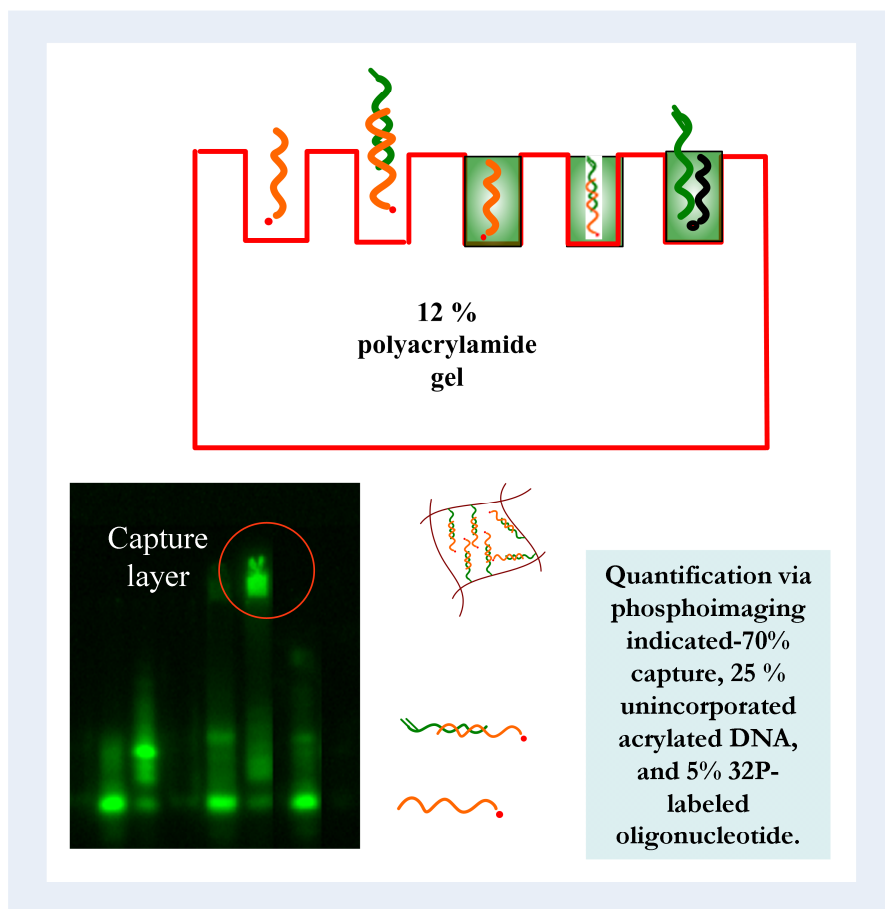 12 %
polyacrylamide
gel
Capture
layer
Quantification via
phosphoimaging
indicated-70%
capture, 25 %
unincorporated
acrylated DNA,
and 5% 32P-
labeled
oligonucleotide.